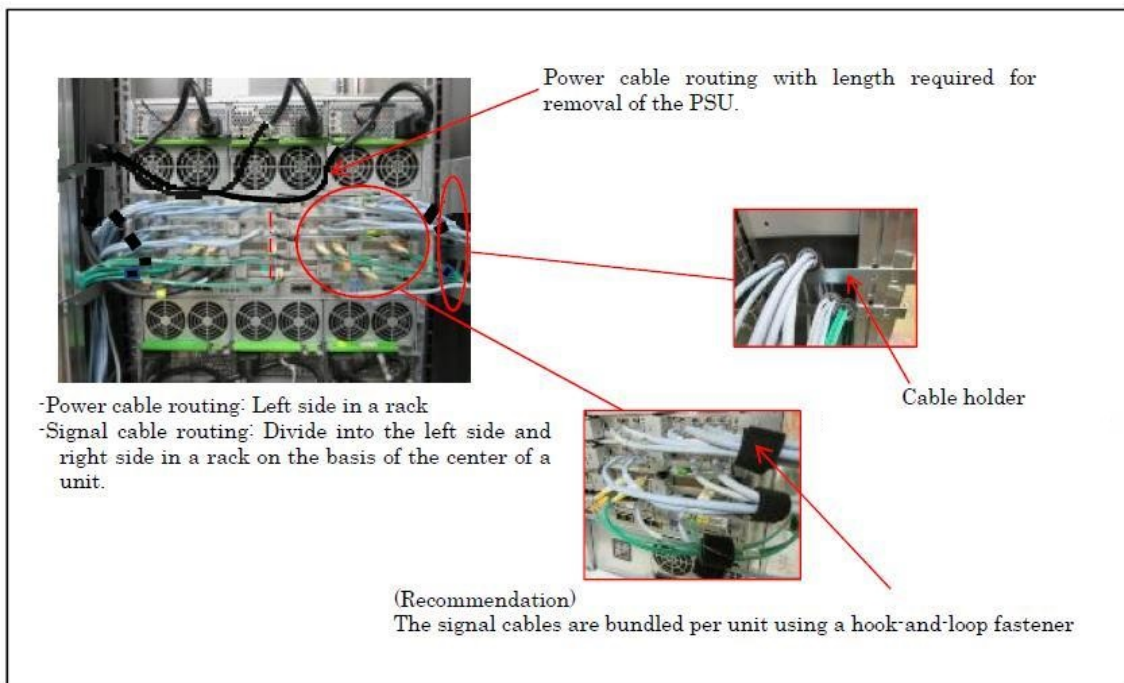 Power cable routing with length required for
removal of the PSU.
Cable holder
-Power cable routing: Left side in a rack
-Signal cable routing: Divide into the left side and
right side in a rack on the basis of the center of a
unit.
(Recommendation)
The signal cables are bundled per unit using a hook-and-loop fastener